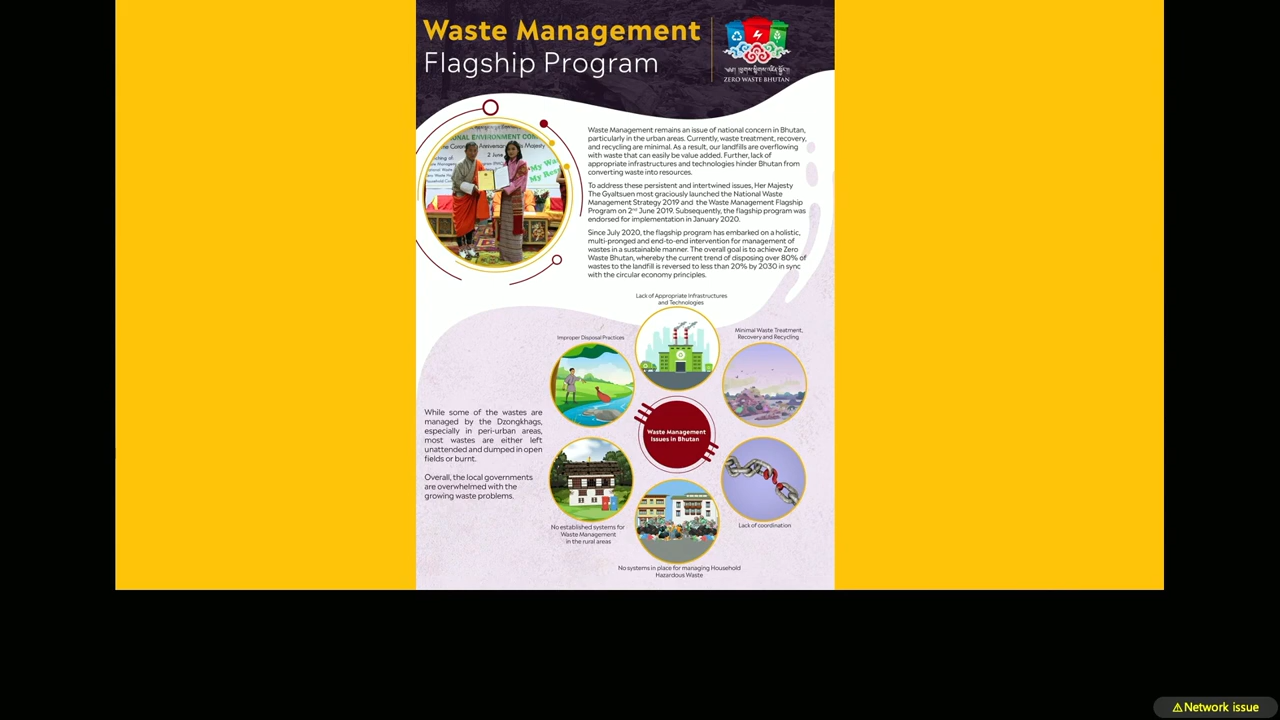 Waste Management
Flagship Program
ZERO WASTE BHUTAN
Waste Management remains an issue of national concern in Bhutan,
particularly in the urban areas. Currently, waste treatment, recovery,
and recycling are minimal. As a result, our landfills are overflowing
with waste that can easily be value added. Further, lack of
appropriate infrastructures and technologies hinder Bhutan from
converting waste into resources.
To address these persistent and intertwined issues, Her Majesty
The Gyaltsuen most graciously launched the National Waste
Management Strategy 2019 and the Waste Management Flagship
Program on 2nd June 2019. Subsequently, the flagship program was
endorsed for implementation in January 2020.
Since July 2020, the flagship program has embarked on a holistic,
multi-pronged and end-to-end intervention for management of
wastes in a sustainable manner. The overall goal is to achieve Zero
Waste Bhutan, whereby the current trend of disposing over 80% of
wastes to the landfill is reversed to less than 20% by 2030 in sync
with the circular economy principles.
Lack of Appropriate Infrastructures
and Technologies
Improper Disposal Practices
Minimal Waste Treatment,
Recovery and Recycling
While some of the wastes are
managed by the Dzongkhags,
especially in peri-urban areas,
most wastes are either left
unattended and dumped in open
fields or burnt.
Overall, the local governments
are overwhelmed with the
growing waste problems.
Waste Management
Issues in Bhutan
No established systems for
Waste Management
in the rural areas
Lack of coordination
No systems in place for managing Household
Hazardous Waste
⚠Network issue